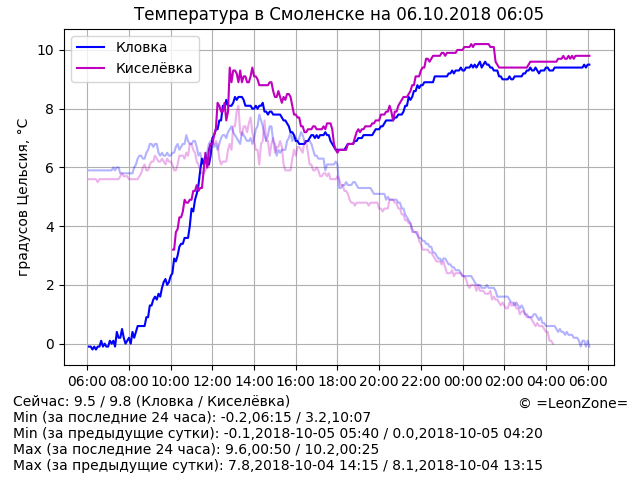 Температура в Смоленске на 06.10.2018 06:05
градусов Цельсия, °C
Кловка
Киселёвка
10
8
6
4
2
0
06:00 08:00 10:00 12:00 14:00 16:00 18:00 20:00 22:00 00:00 02:00 04:00 06:00
Сейчас: 9.5 / 9.8 (Кловка / Киселёвка)
© =LeonZone=
Min (за последние 24 часа): -0.2,06:15 / 3.2,10:07
Min (за предыдущие сутки): -0.1,2018-10-05 05:40 / 0.0,2018-10-05 04:20
Max (за последние 24 часа): 9.6,00:50 / 10.2,00:25
Max (за предыдущие сутки): 7.8,2018-10-04 14:15 / 8.1,2018-10-04 13:15